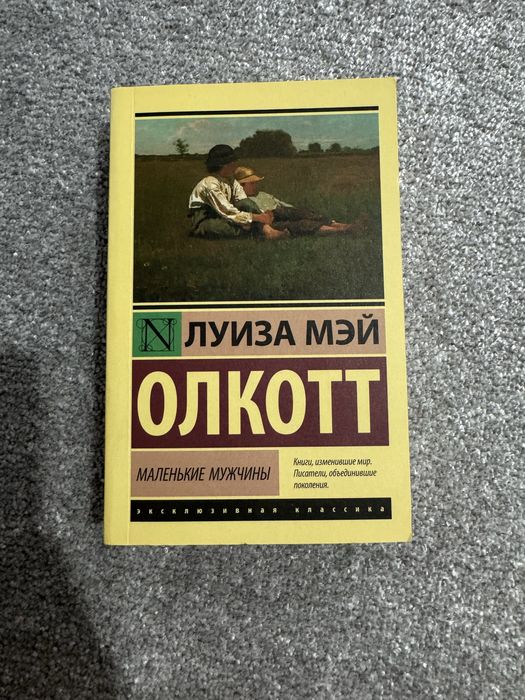 N ЛУИЗА МЭЙ
ОЛКОТТ
МАЛЕНЬКИЕ МУЖЧИНЫ
Книги, изменившие мир.
Писатели, объединившие
поколения.
эксклюзивная классика